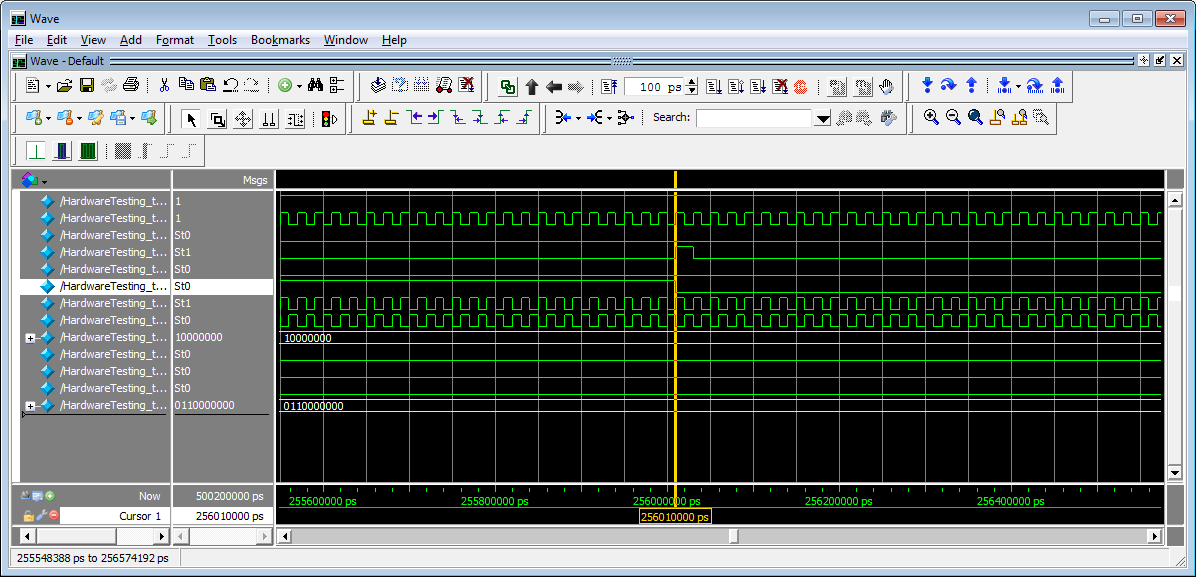 Wave
File Edit View Add Format Tools Bookmarks Window Help
Wave - Default
100 ps
Search:
Msgs
/HardwareTesting_t... 1
/HardwareTesting_t... 1
/HardwareTesting_t... St0
/HardwareTesting_t... St1
/HardwareTesting_t... St0
/HardwareTesting_t... St0
/HardwareTesting_t... St1
/HardwareTesting_t... St0
/HardwareTesting_t... 10000000 10000000
/HardwareTesting_t... St0
/HardwareTesting_t... St0
/HardwareTesting_t... St0
/HardwareTesting_t... 0110000000 0110000000
Now 500200000 ps 255600000 ps 255800000 ps 256000000 ps 256200000 ps 256400000 ps
Cursor 1 256010000 ps 256010000 ps
255548388 ps to 256574192 ps